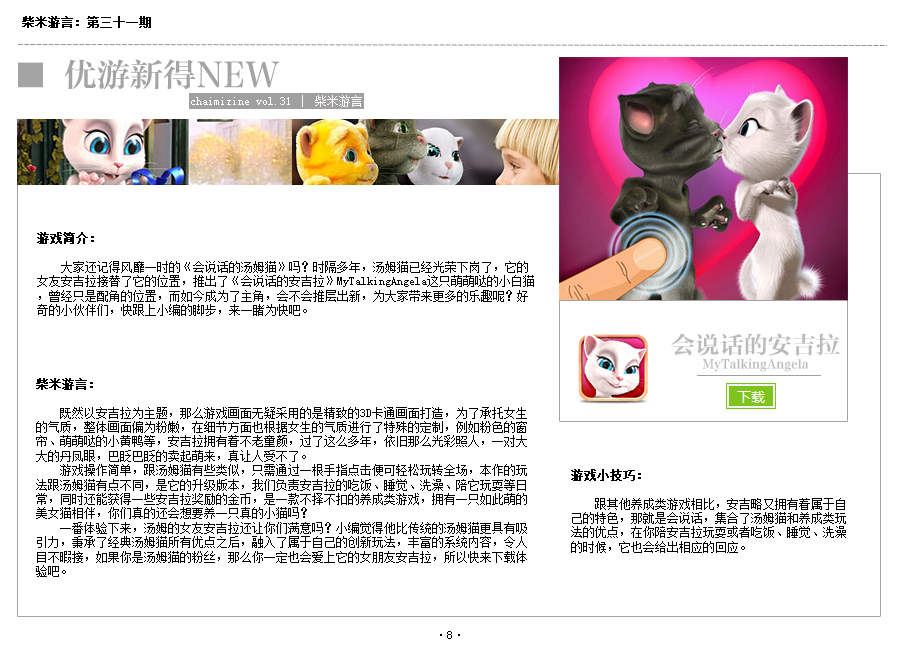 柴米游言：第三十一期
优游新得NEW
chaimizine vol.31 | 柴米游言
游戏简介：
大家还记得风靡一时的《会说话的汤姆猫》吗？时隔多年，汤姆猫已经光荣下岗了，它的
女友安吉拉接替了它的位置，推出了《会说话的安吉拉》MyTalkingAngela这只萌萌哒的小白猫
，曾经只是配角的位置，而如今成为了主角，会不会推层出新，为大家带来更多的乐趣呢？好
奇的小伙伴们，快跟上小编的脚步，来一睹为快吧。
柴米游言：
既然以安吉拉为主题，那么游戏画面无疑采用的是精致的3D卡通画面打造，为了承托女生
的气质，整体画面偏为粉嫩，在细节方面也根据女生的气质进行了特殊的定制，例如粉色的窗
帘、萌萌哒的小黄鸭等，安吉拉拥有着不老童颜，过了这么多年，依旧那么光彩照人，一对大
大的丹凤眼，巴眨巴眨的卖起萌来，真让人受不了。
游戏操作简单，跟汤姆猫有些类似，只需通过一根手指点击便可轻松玩转全场，本作的玩
法跟汤姆猫有点不同，是它的升级版本，我们负责安吉拉的吃饭、睡觉、洗澡、陪它玩耍等日
常，同时还能获得一些安吉拉奖励的金币，是一款不择不扣的养成类游戏，拥有一只如此萌的
美女猫相伴，你们真的还会想要养一只真的小猫吗？
一番体验下来，汤姆的女友安吉拉还让你们满意吗？小编觉得他比传统的汤姆猫更具有吸
引力，秉承了经典汤姆猫所有优点之后，融入了属于自己的创新玩法，丰富的系统内容，令人
目不暇接，如果你是汤姆猫的粉丝，那么你一定也会爱上它的女朋友安吉拉，所以快来下载体
验吧。
会说话的安吉拉
MyTalkingAngela
下载
游戏小技巧：
跟其他养成类游戏相比，安吉略又拥有着属于自
己的特色，那就是会说话，集合了汤姆猫和养成类玩
法的优点，在你陪安吉拉玩耍或者吃饭、睡觉、洗澡
的时候，它也会给出相应的回应。
·8·